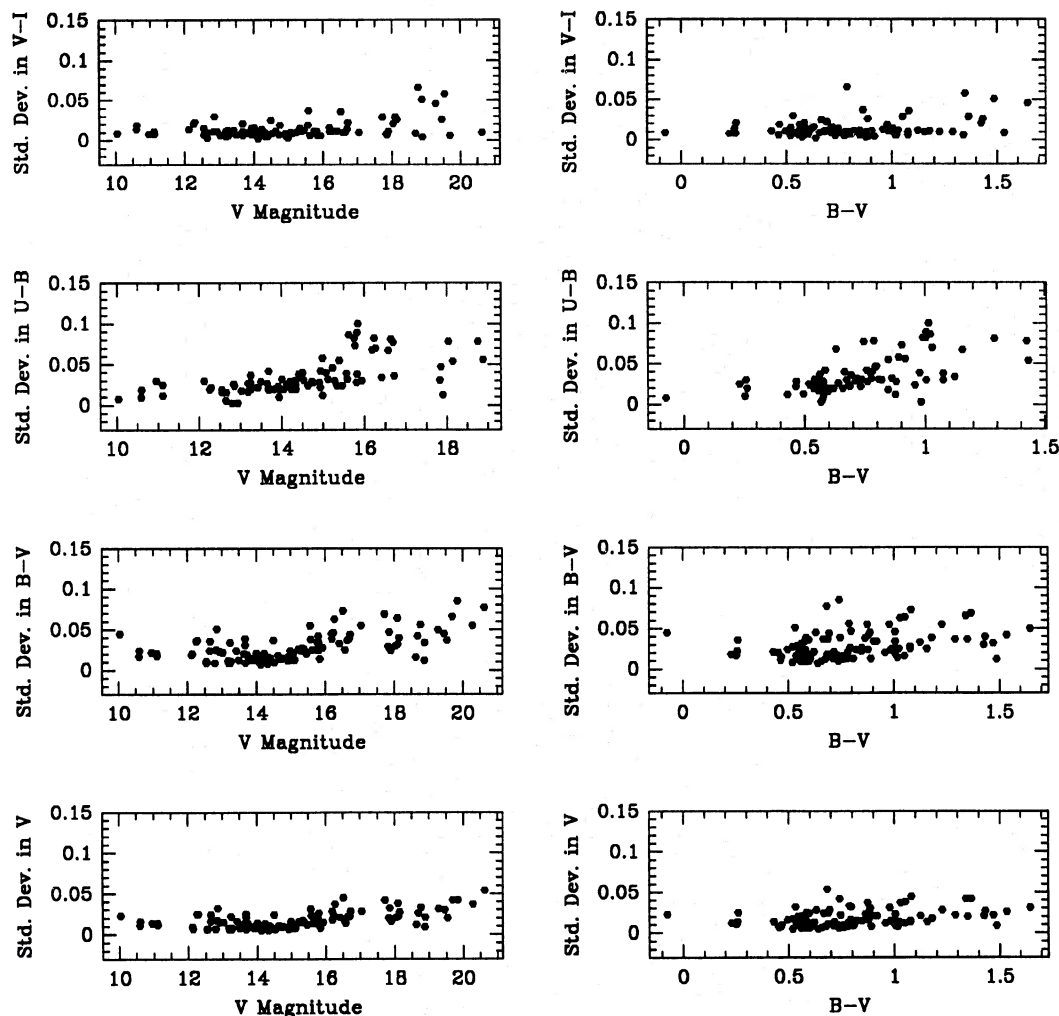 Std. Dev. in V-I
0.15
0.1
0.05
0
10 12 14 16 18 20
V Magnitude
Std. Dev. in V-I
0.15
0.1
0.05
0
0 0.5 1 1.5
B-V
Std. Dev. in U-B
0.15
0.1
0.05
0
10 12 14 16 18
V Magnitude
Std. Dev. in U-B
0.15
0.1
0.05
0
0 0.5 1 1.5
B-V
Std. Dev. in B-V
0.15
0.1
0.05
0
10 12 14 16 18 20
V Magnitude
Std. Dev. in B-V
0.15
0.1
0.05
0
0 0.5 1 1.5
B-V
Std. Dev. in V
0.15
0.1
0.05
0
10 12 14 16 18 20
V Magnitude
Std. Dev. in V
0.15
0.1
0.05
0
0 0.5 1 1.5
B-V